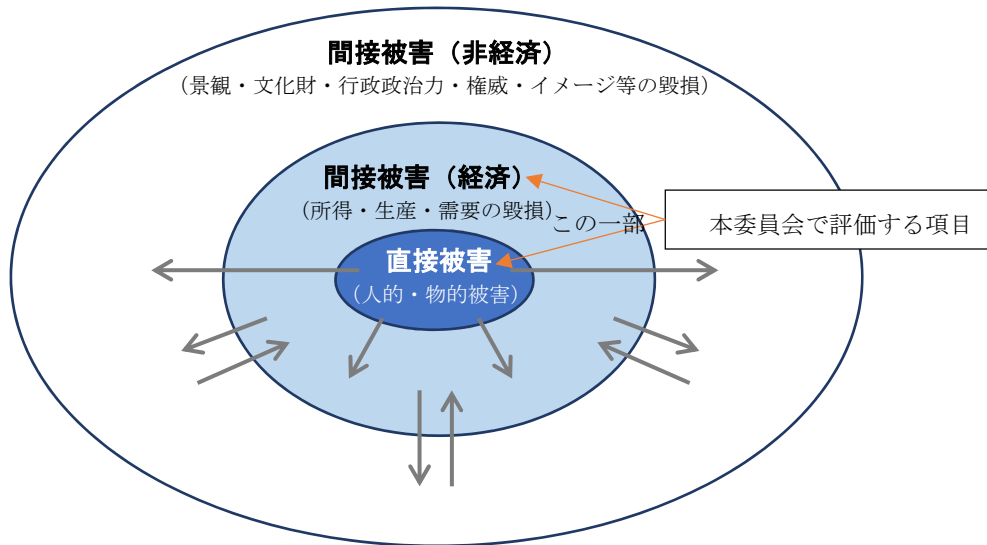 間接被害（非経済）
（景観・文化財・行政政治力・権威・イメージ等の毀損）
間接被害（経済）
（所得・生産・需要の毀損）
この一部
本委員会で評価する項目
直接被害
（人的・物的被害）